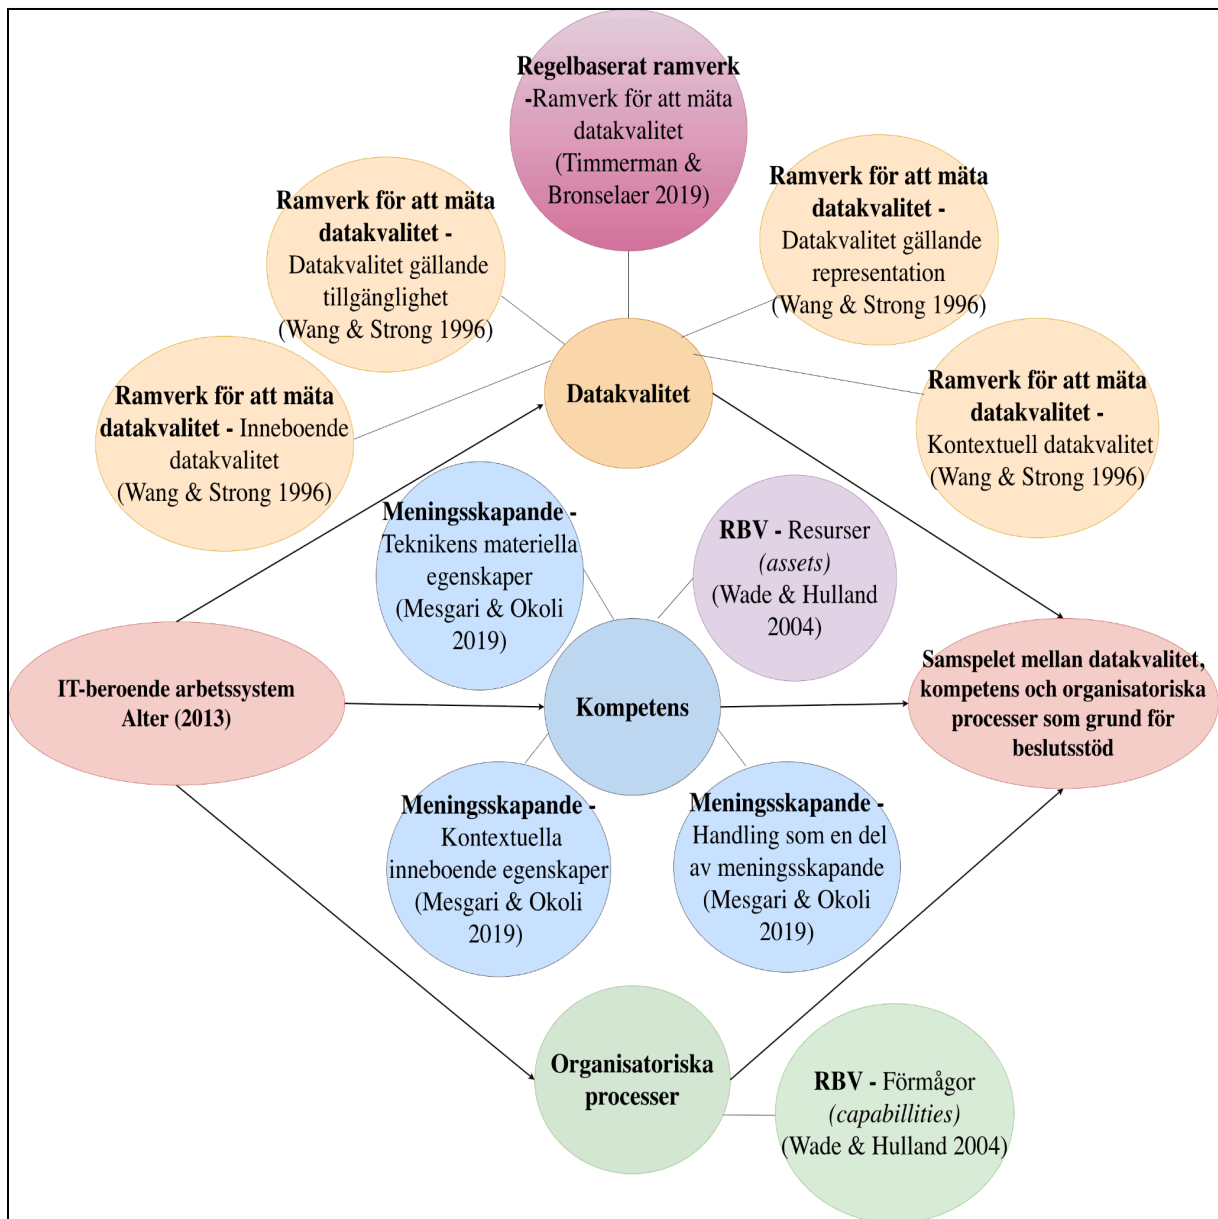 Regelbaserat ramverk
-Ramverk för att mäta
datakvalitet
(Timmerman &
Bronselaer 2019)
Ramverk för att mäta
datakvalitet -
Datakvalitet gällande
tillgänglighet
(Wang & Strong 1996)
Ramverk för att mäta
datakvalitet -
Datakvalitet gällande
representation
(Wang & Strong 1996)
Ramverk för att mäta
datakvalitet - Inneboende
datakvalitet
(Wang & Strong 1996)
Datakvalitet
Ramverk för att mäta
datakvalitet -
Kontextuell datakvalitet
(Wang & Strong 1996)
Meningsskapande -
Teknikens materiella
egenskaper
(Mesgari & Okoli
2019)
RBV - Resurser
(assets)
(Wade & Hulland
2004)
IT-beroende arbetssystem
Alter (2013)
Kompetens
Samspelet mellan datakvalitet,
kompetens och organisatoriska
processer som grund för
beslutsstöd
Meningsskapande -
Kontextuella
inneboende egenskaper
(Mesgari & Okoli
2019)
Meningsskapande -
Handling som en del
av meningsskapande
(Mesgari & Okoli
2019)
Organisatoriska
processer
RBV - Förmågor
(capabillities)
(Wade & Hulland 2004)